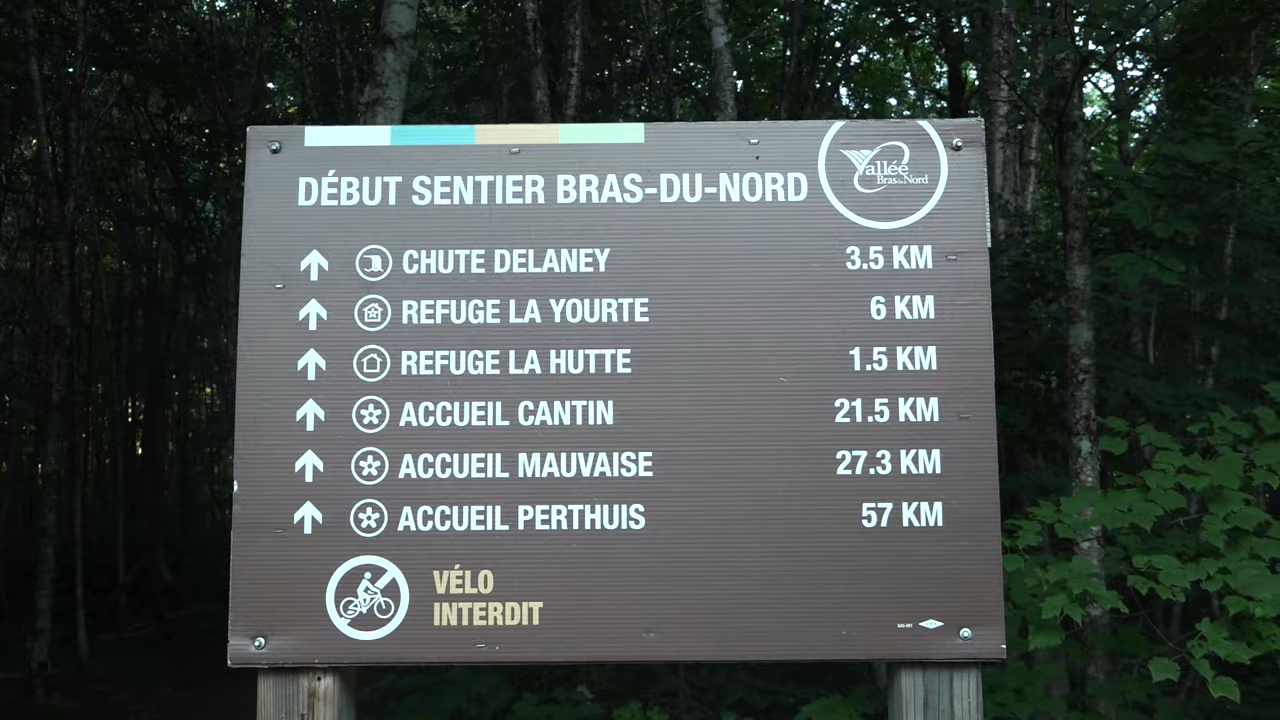 Vallée
Bras-du-Nord
DÉBUT SENTIER BRAS-DU-NORD
CHUTE DELANEY 3.5 KM
REFUGE LA YOURTE 6 KM
REFUGE LA HUTTE 1.5 KM
ACCUEIL CANTIN 21.5 KM
ACCUEIL MAUVAISE 27.3 KM
ACCUEIL PERTHUIS 57 KM
VÉLO
INTERDIT